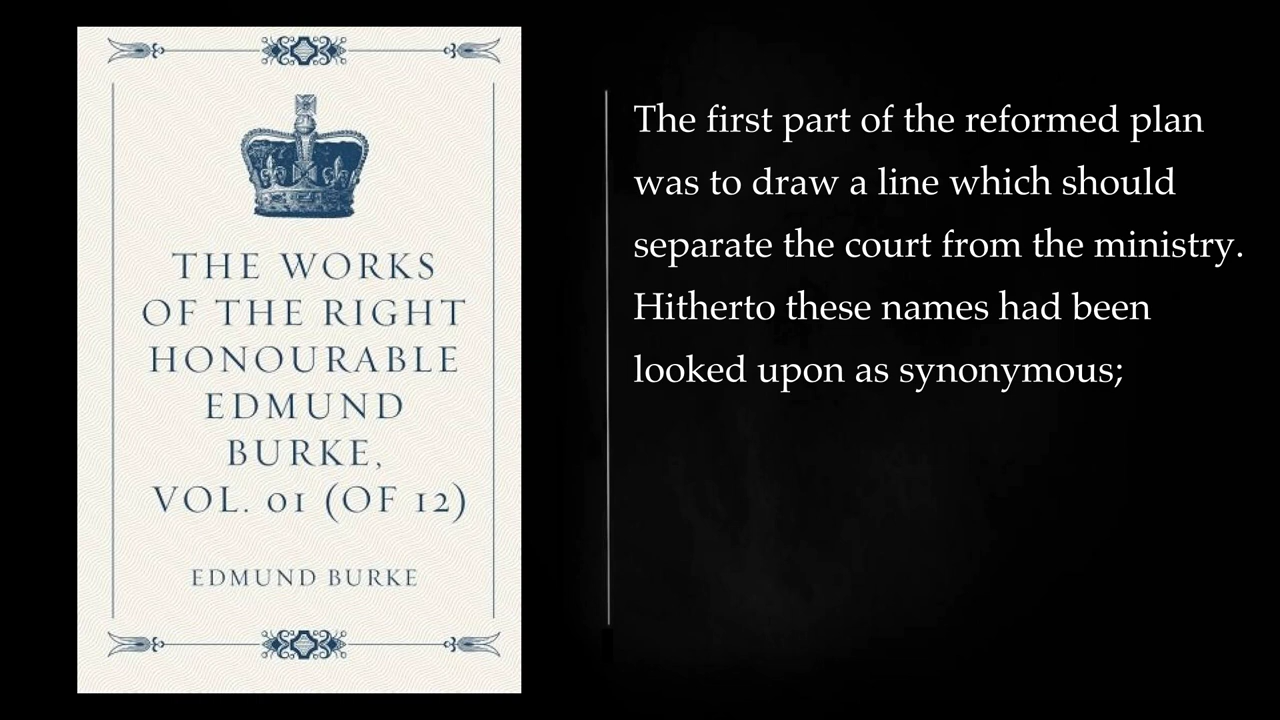 THE WORKS
OF THE RIGHT
HONOURABLE
EDMUND
BURKE,
VOL. 01 (OF 12)
EDMUND BURKE
The first part of the reformed plan
was to draw a line which should
separate the court from the ministry.
Hitherto these names had been
looked upon as synonymous;